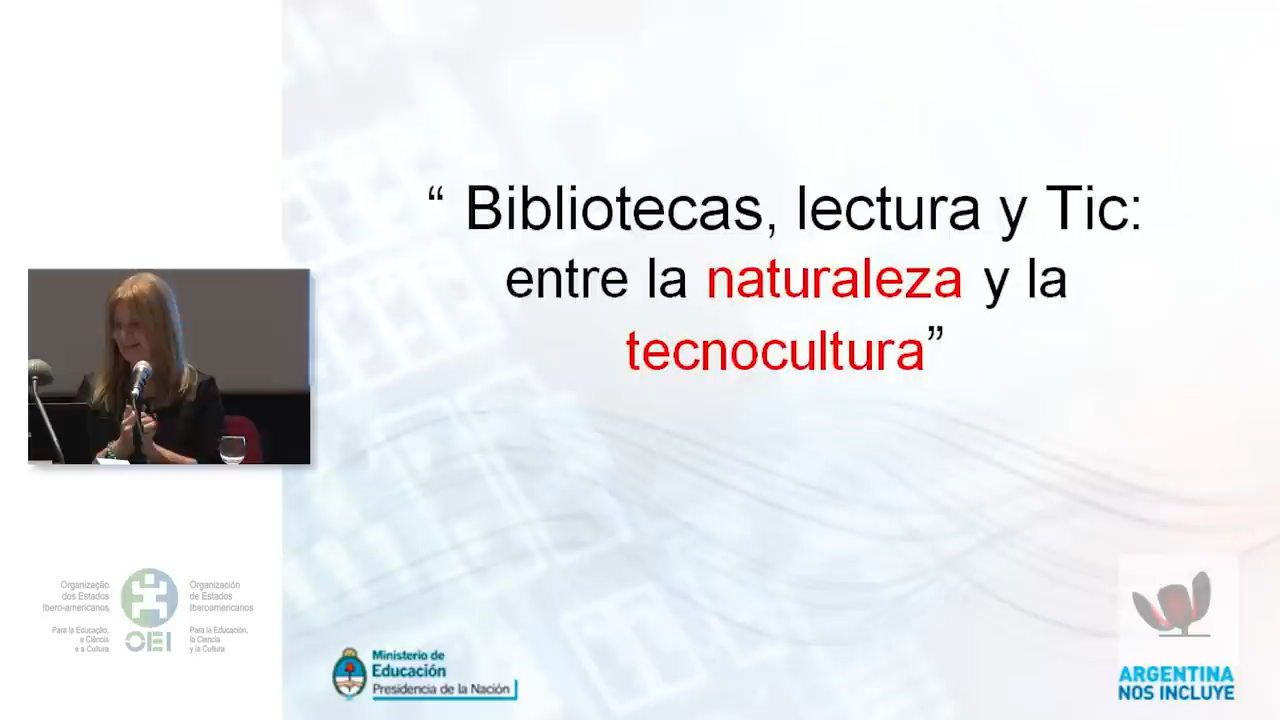 “ Bibliotecas, lectura y Tic:
entre la naturaleza y la
tecnocultura”
Organização
dos Estados
Ibero-americanos
Para la Educação,
a Ciência
e a Cultura
OEI
Organización
de Estados
Iberoamericanos
Para la Educación,
la Ciencia
y la Cultura
Ministerio de
Educación
Presidencia de la Nación
ARGENTINA
NOS INCLUYE